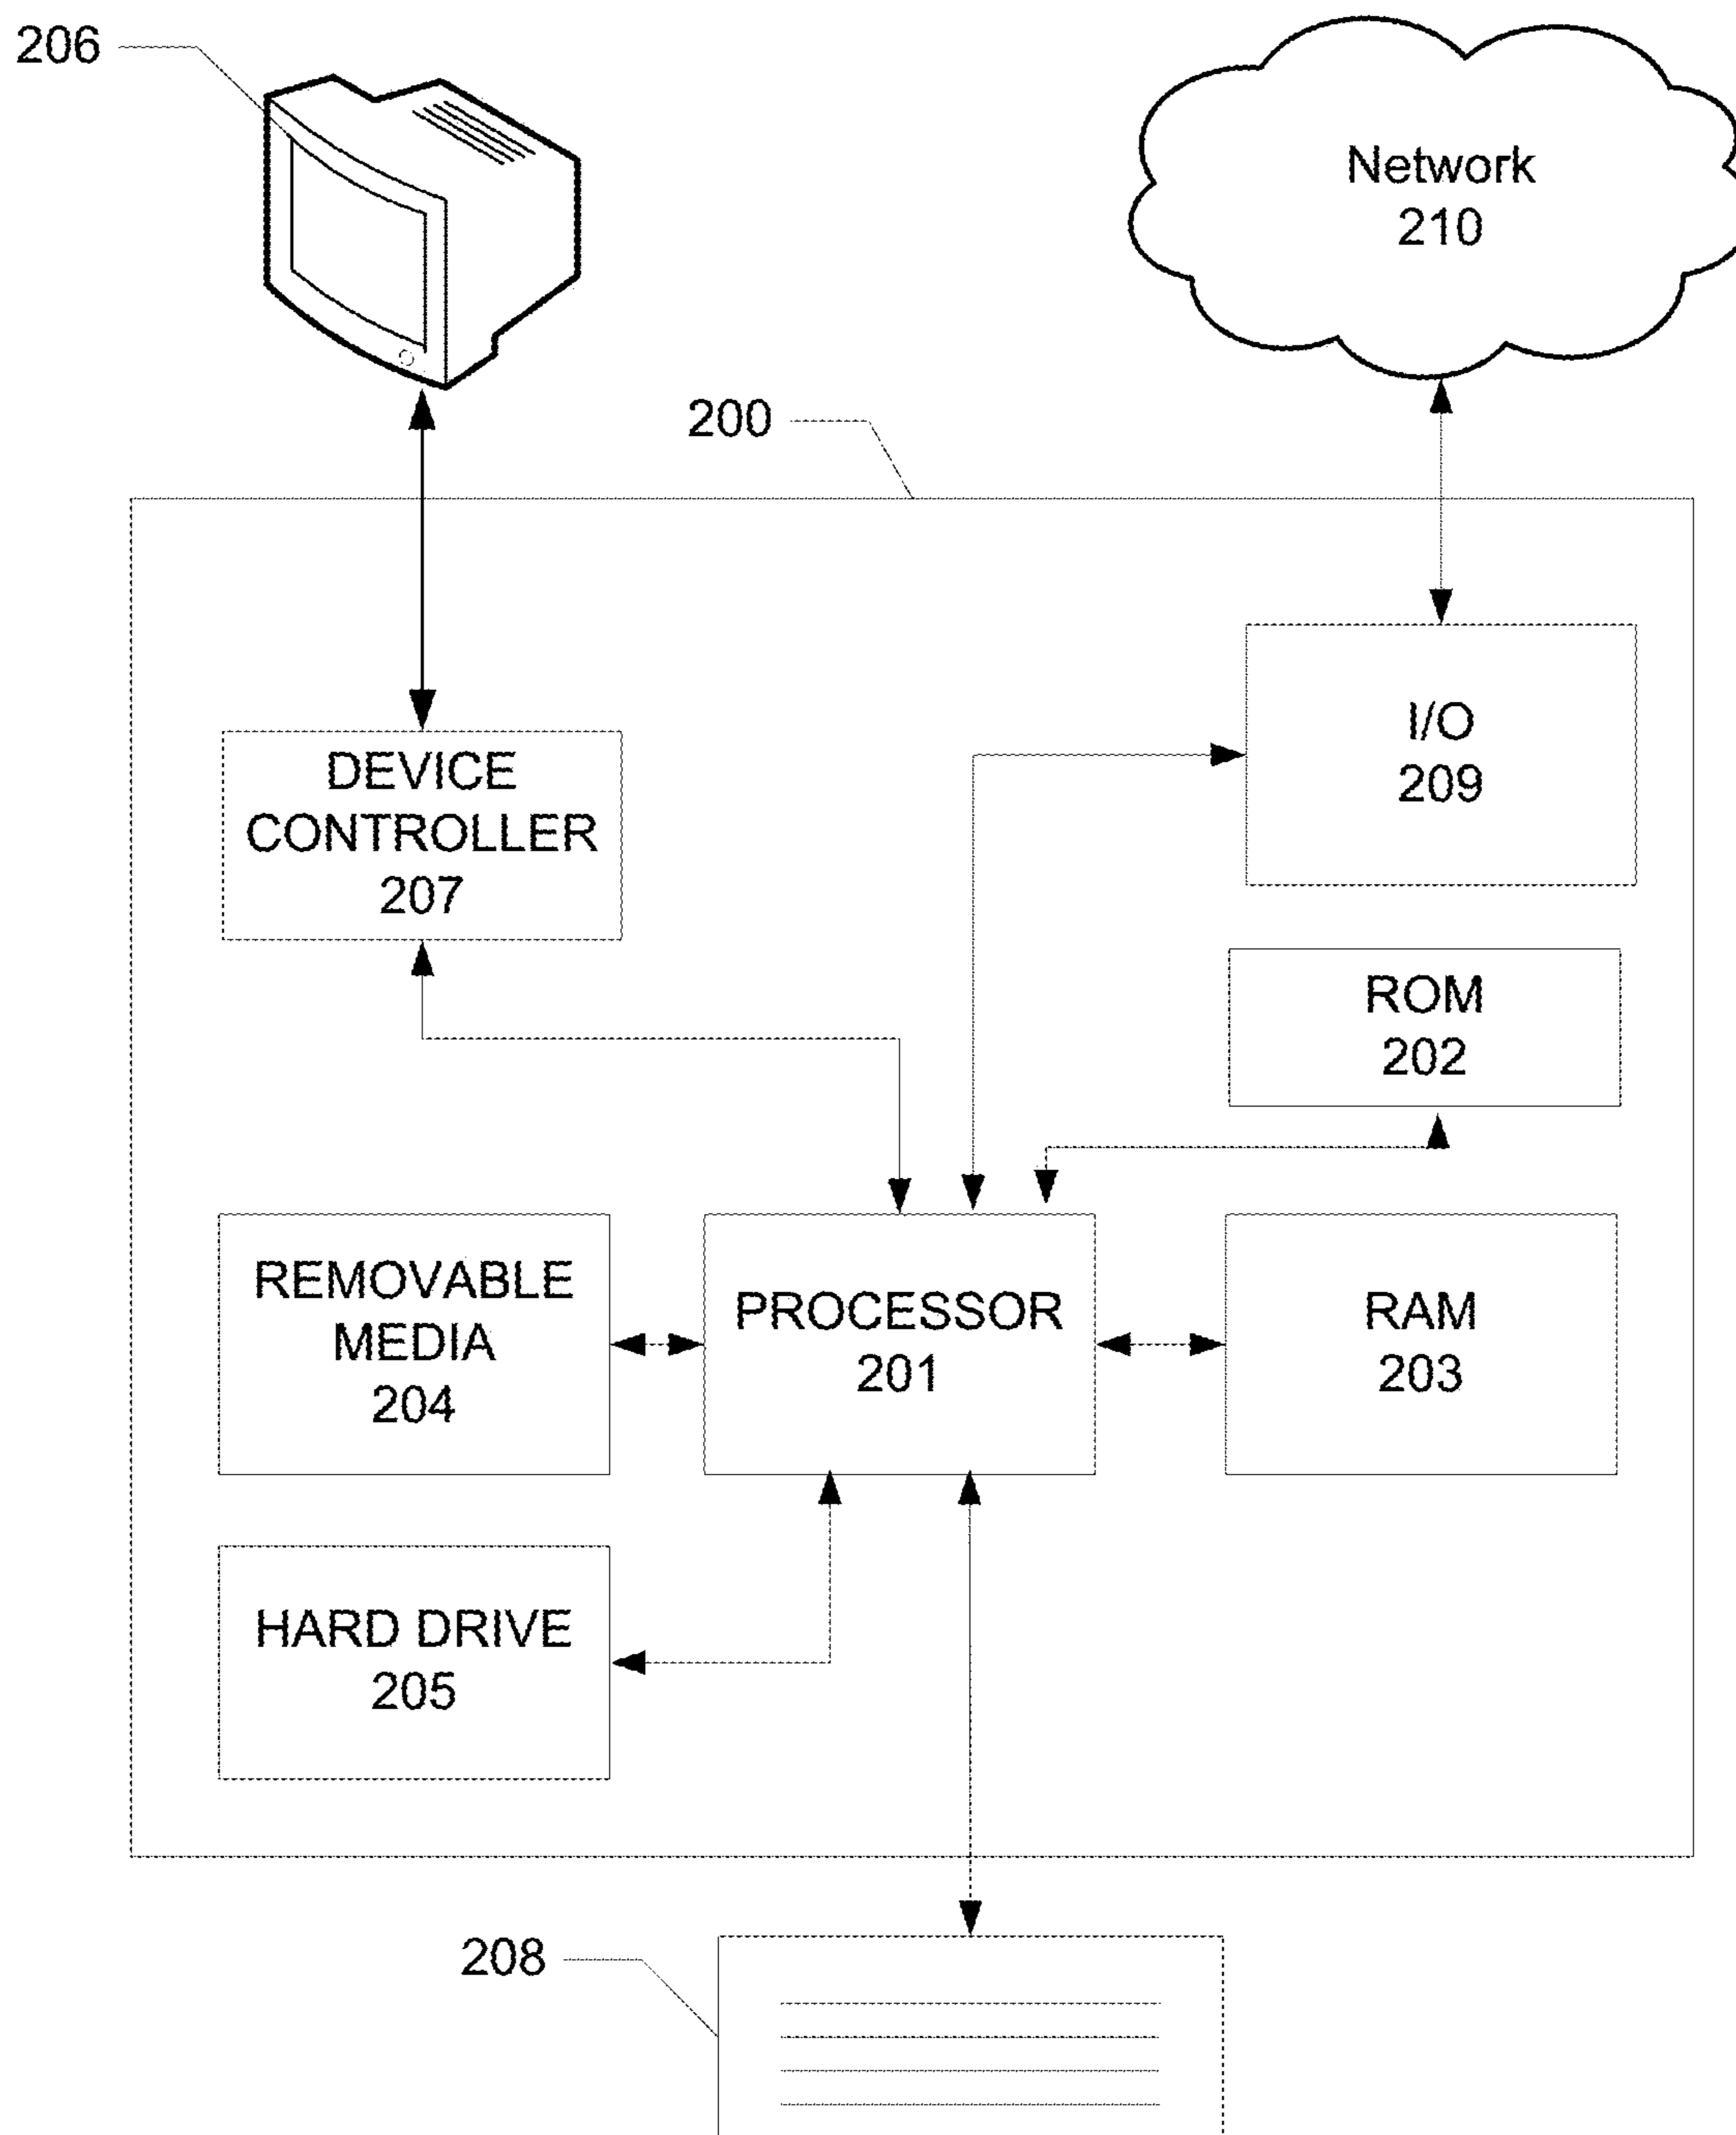 206
Network
210
200
I/O
209
DEVICE
CONTROLLER
207
ROM
202
REMOVABLE
MEDIA
204
PROCESSOR
201
RAM
203
HARD DRIVE
205
208